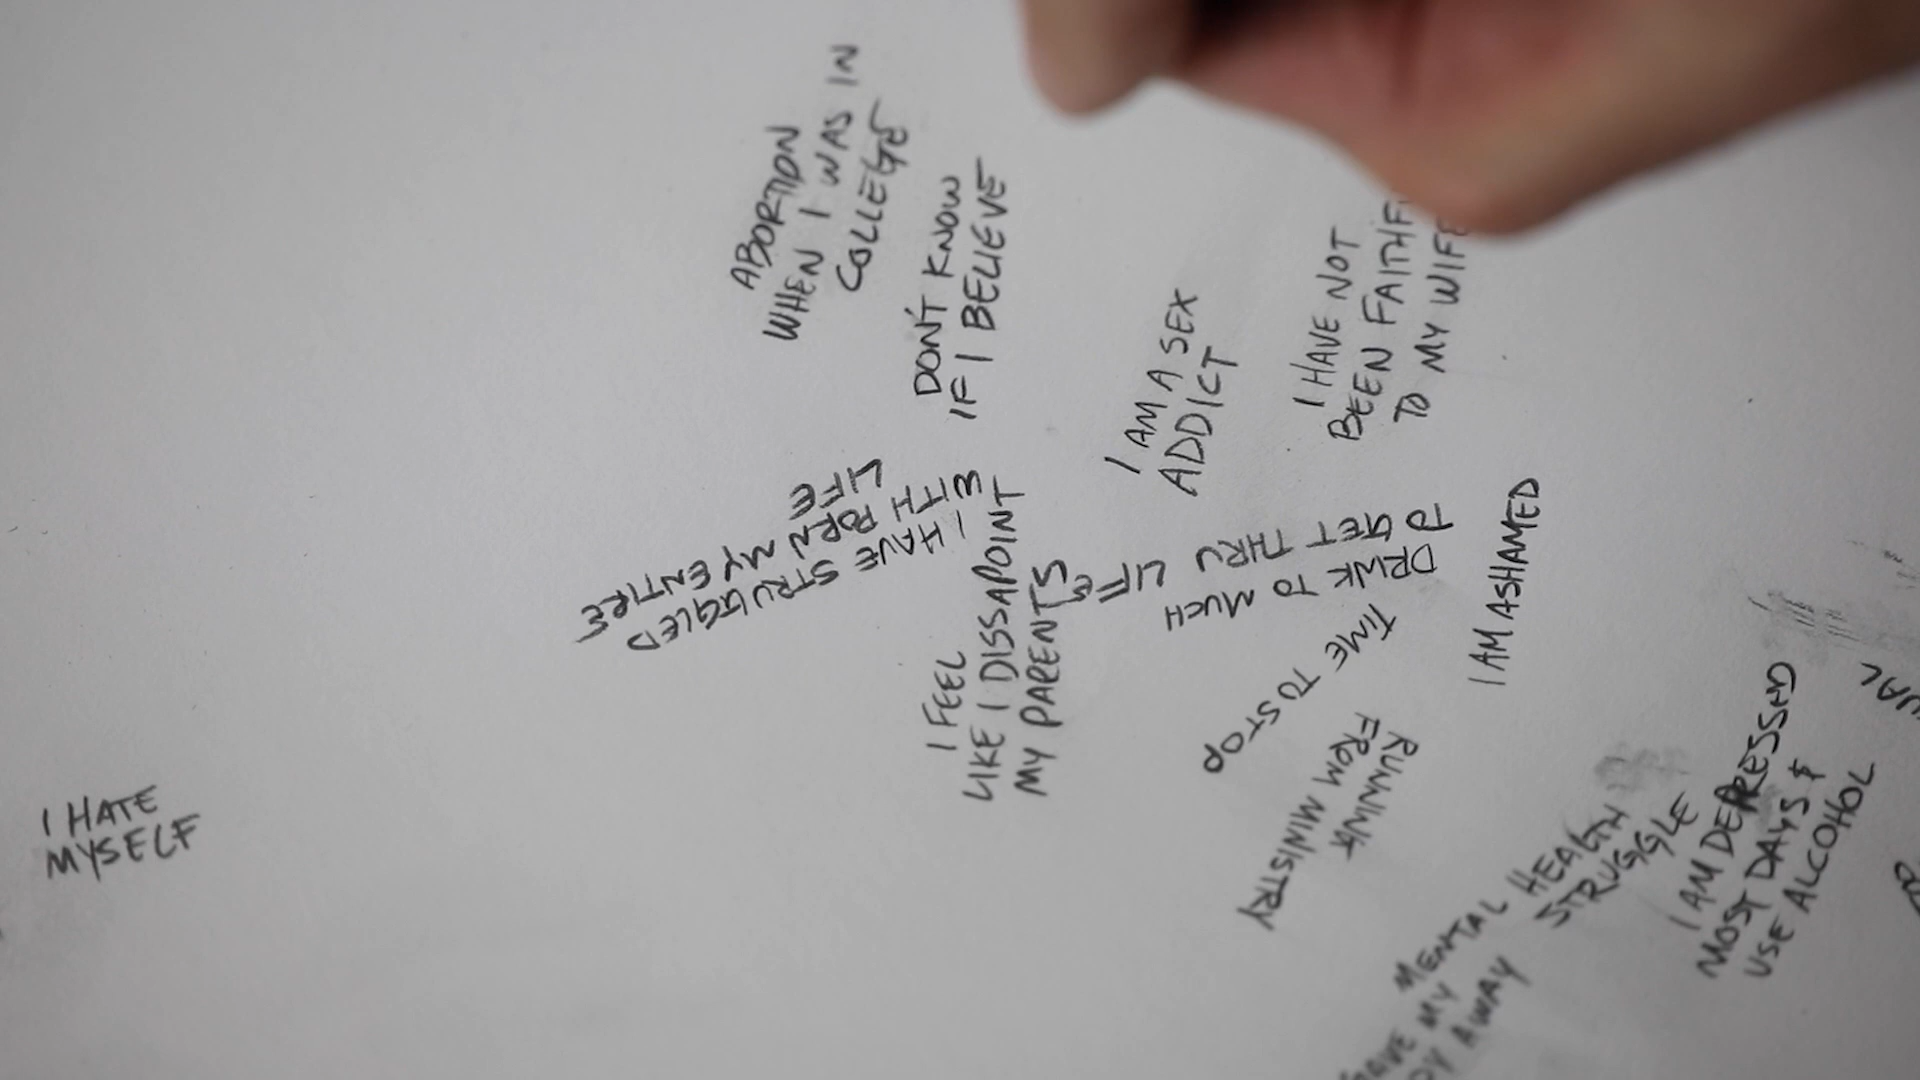 ABORTION
WHEN I WAS IN
COLLEGE
DON'T KNOW
IF I BELIEVE
I AM A SEX
ADDICT
I HAVE NOT
BEEN
TO MY WIFE
I HAVE STRUGGLED
WITH PORN MY ENTIRE
LIFE
I FEEL
LIKE I DISSAPOINT
MY PARENTS
DRINK TO MUCH
TO GET THRU LIFE
I AM ASHAMED
TIME TO STOP
RUNNING
FROM MINISTRY
I HATE
MYSELF
MENTAL HEALTH
STRUGGLE
I AM DEPRESSED
MOST DAYS &
USE ALCOHOL
MY
AWAY